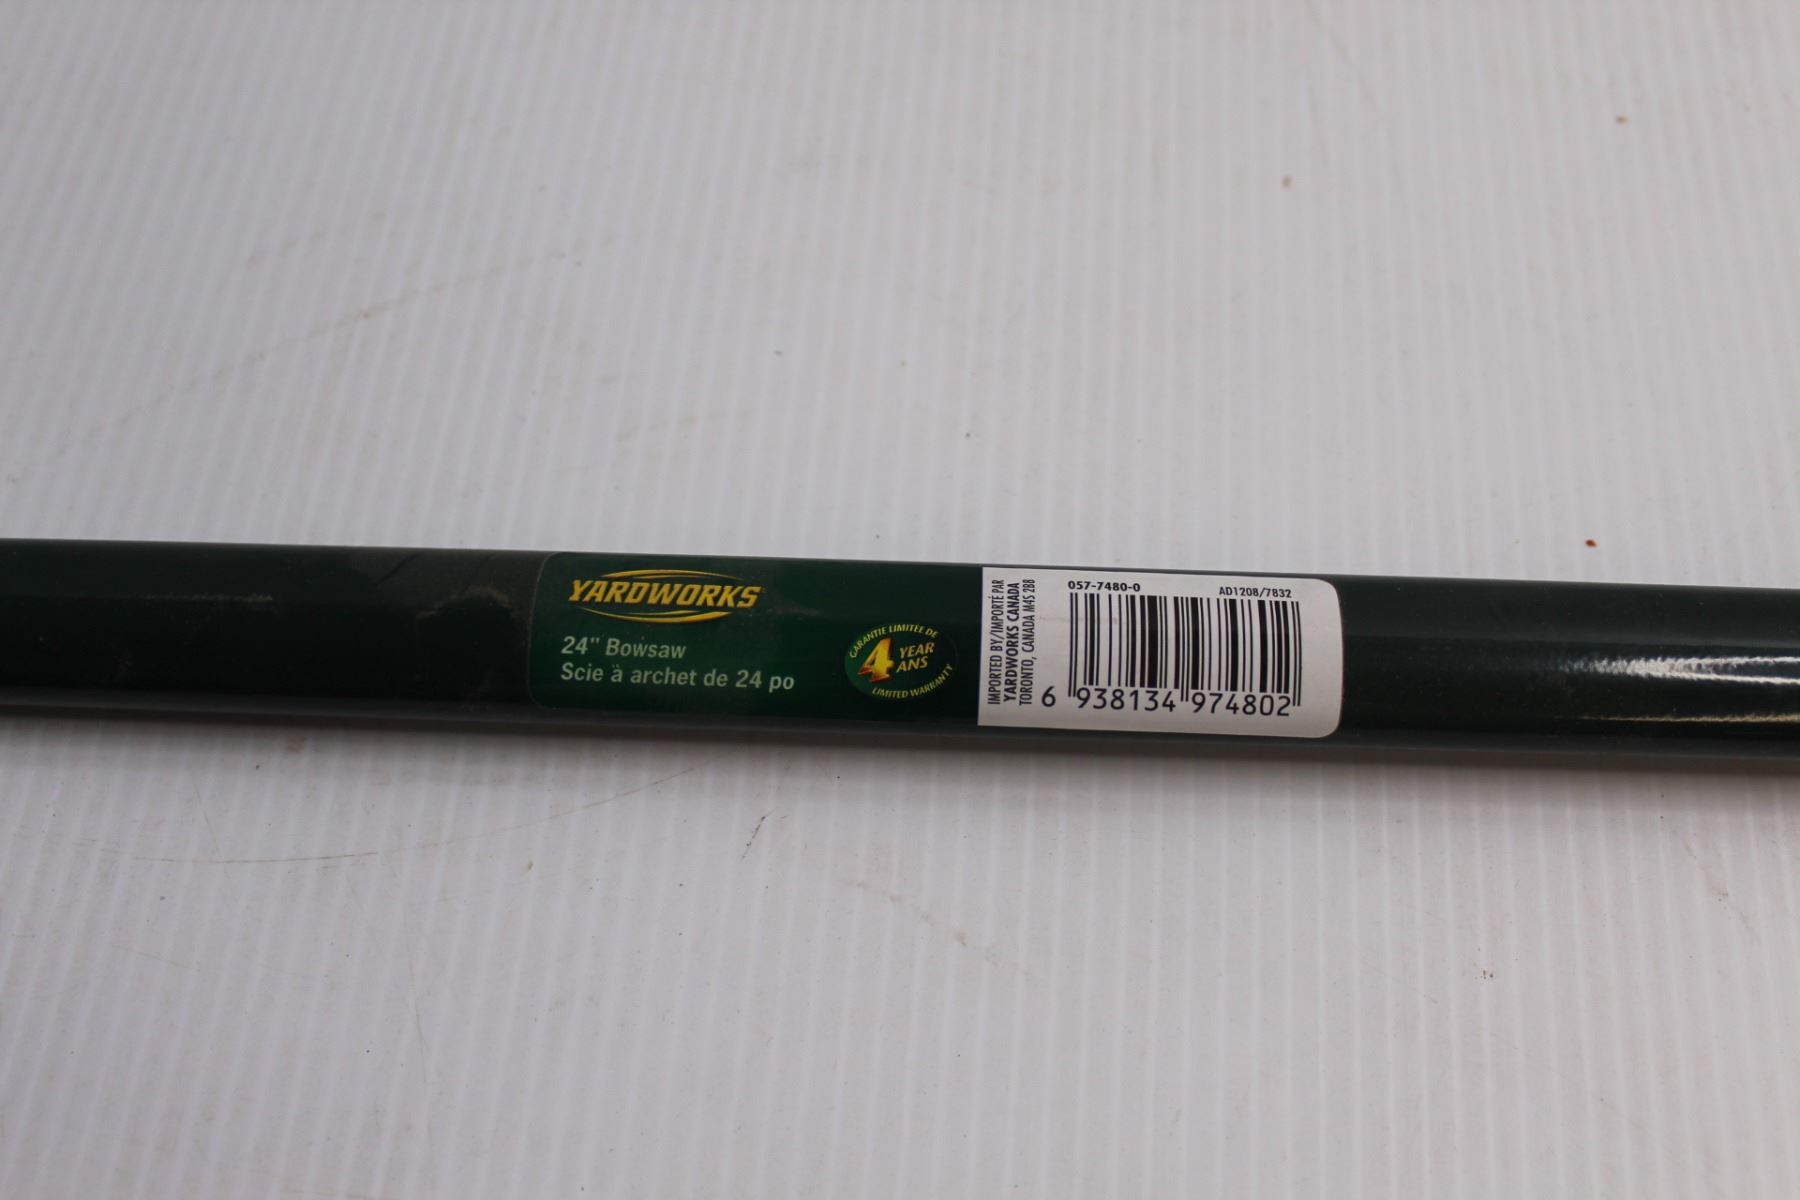 YARDWORKS
24" Bowsaw
Scie à archet de 24 po
GARANTIE LIMITÉE DE
4 YEAR
ANS
LIMITED WARRANTY
IMPORTED BY/IMPORTÉ PAR
YARDWORKS CANADA
TORONTO, CANADA M4S 2B8
057-7480-0 AD1208/7832
6 938134 974802